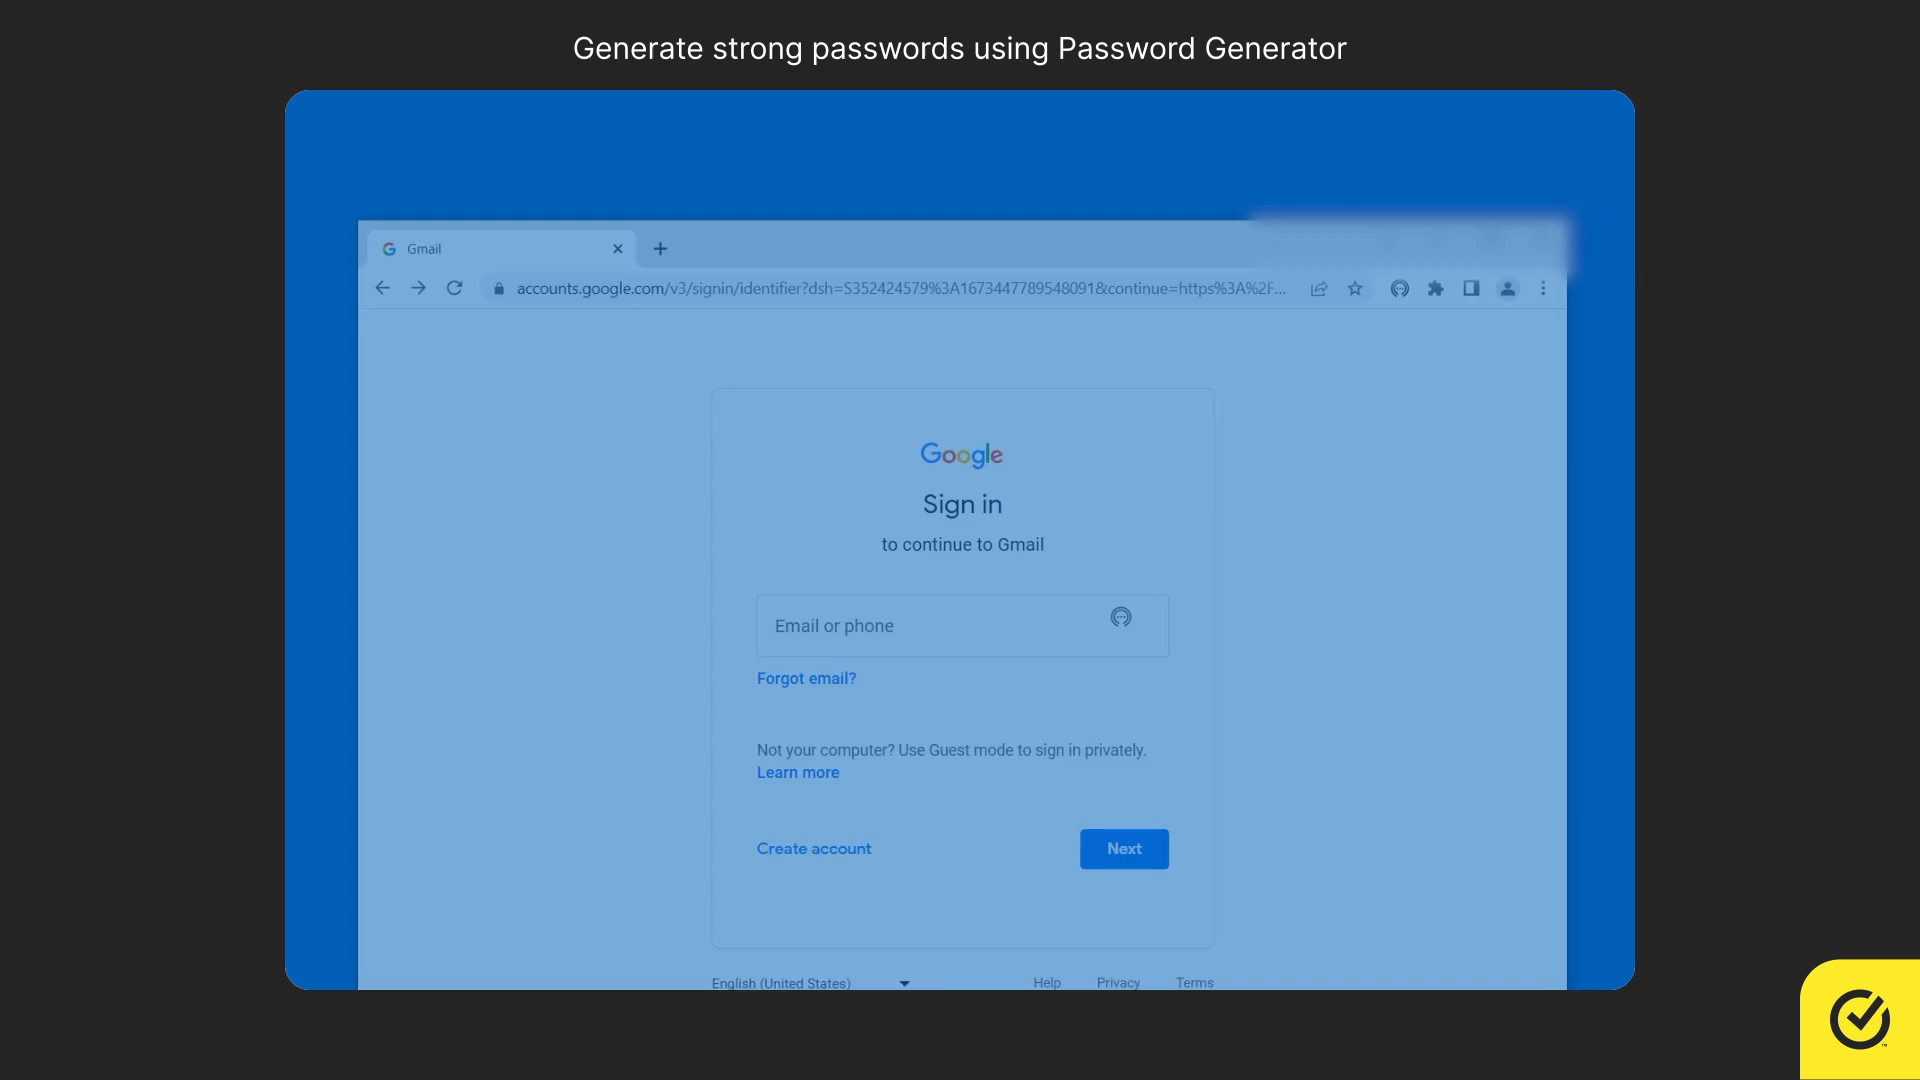 Generate strong passwords using Password Generator
Gmail
accounts.google.com/v3/signin/identifier?dsh=S352424579%3A1673447789548091&continue=https%3A%2F...
Google
Sign in
to continue to Gmail
Email or phone
Forgot email?
Not your computer? Use Guest mode to sign in privately.
Learn more
Create account
Next
English (United States)
Help
Privacy
Terms
TM